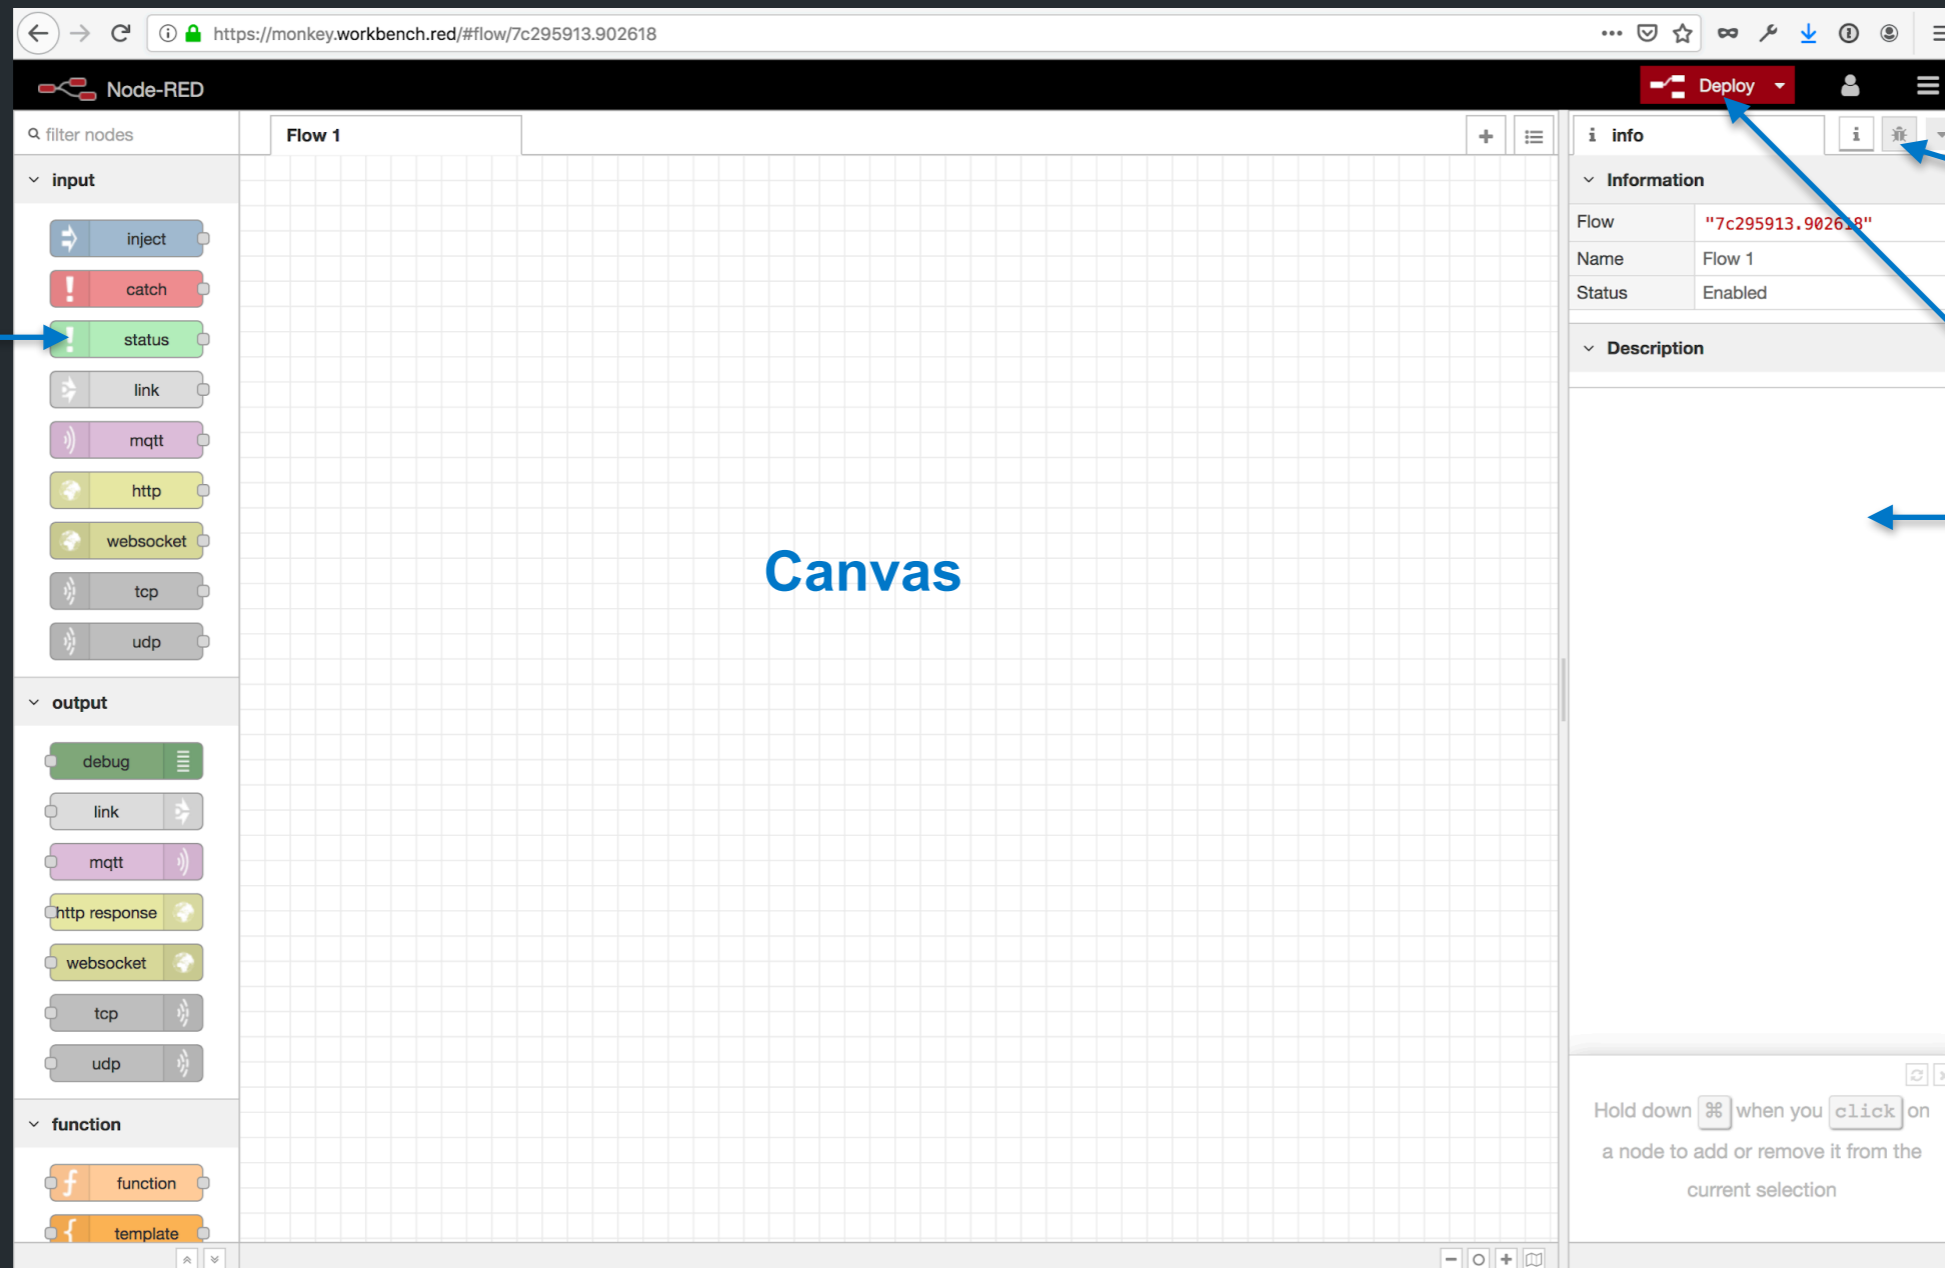 https://monkey.workbench.red/#flow/7c295913.902618
Node-RED
Deploy
filter nodes
Flow 1
info
input
inject
catch
status
link
mqtt
http
websocket
tcp
udp
output
debug
link
mqtt
http response
websocket
tcp
udp
function
function
template
Canvas
Information
Flow "7c295913.902618"
Name Flow 1
Status Enabled
Description
Hold down ⌘ when you click on
a node to add or remove it from the
current selection